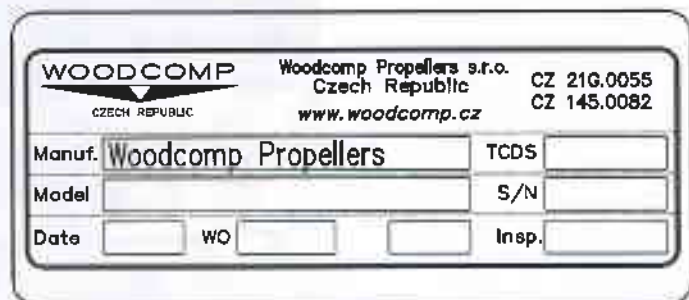 WOODCOMP
CZECH REPUBLIC
Woodcomp Propellers s.r.o.
Czech Republic
www.woodcomp.cz
CZ 21G.0055
CZ 145.0082
Manuf. Woodcomp Propellers TCDS
Model S/N
Date WO Insp.